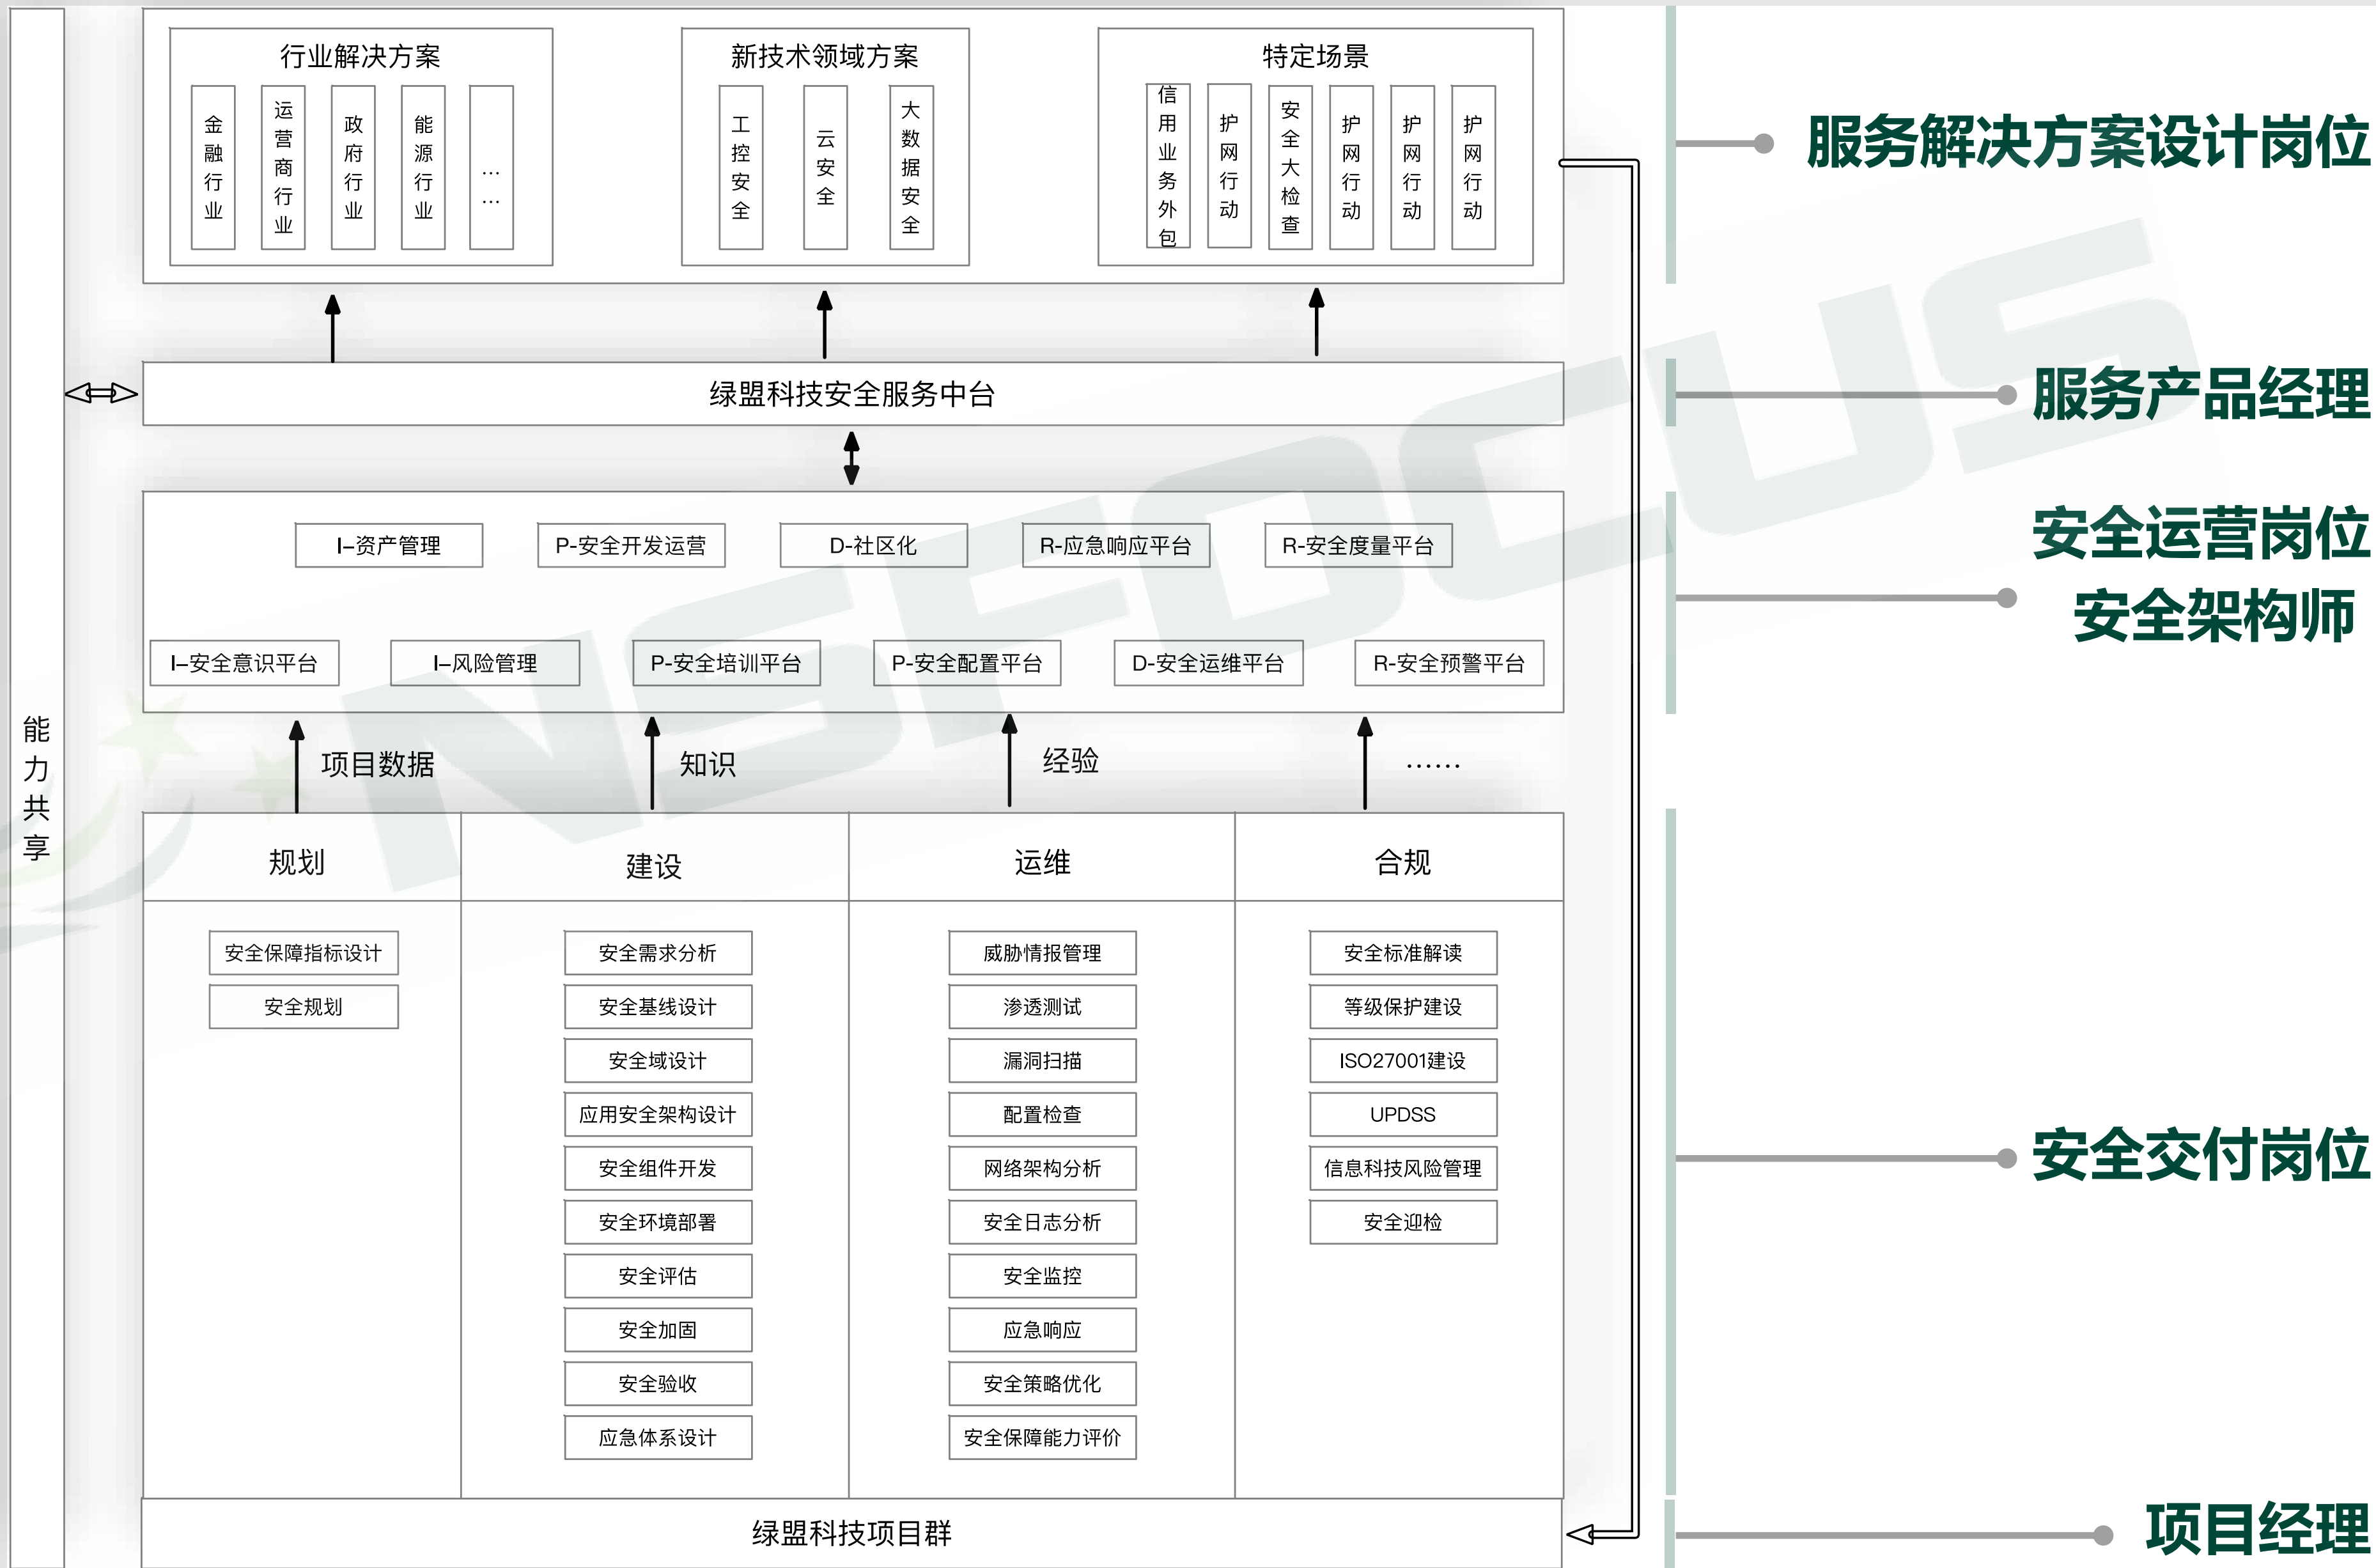 行业解决方案
金融行业
运营商行业
政府行业
能源行业
……
新技术领域方案
工控安全
云安全
大数据安全
特定场景
信用业务外包
护网行动
安全大检查
护网行动
护网行动
护网行动
服务解决方案设计岗位
绿盟科技安全服务中台
服务产品经理
I–资产管理
P-安全开发运营
D-社区化
R-应急响应平台
R-安全度量平台
I–安全意识平台
I–风险管理
P-安全培训平台
P-安全配置平台
D-安全运维平台
R-安全预警平台
安全运营岗位
安全架构师
能力共享
项目数据
知识
经验
……
规划
安全保障指标设计
安全规划
建设
安全需求分析
安全基线设计
安全域设计
应用安全架构设计
安全组件开发
安全环境部署
安全评估
安全加固
安全验收
应急体系设计
运维
威胁情报管理
渗透测试
漏洞扫描
配置检查
网络架构分析
安全日志分析
安全监控
应急响应
安全策略优化
安全保障能力评价
合规
安全标准解读
等级保护建设
ISO27001建设
UPDSS
信息科技风险管理
安全迎检
安全交付岗位
绿盟科技项目群
项目经理
NSFOCUS